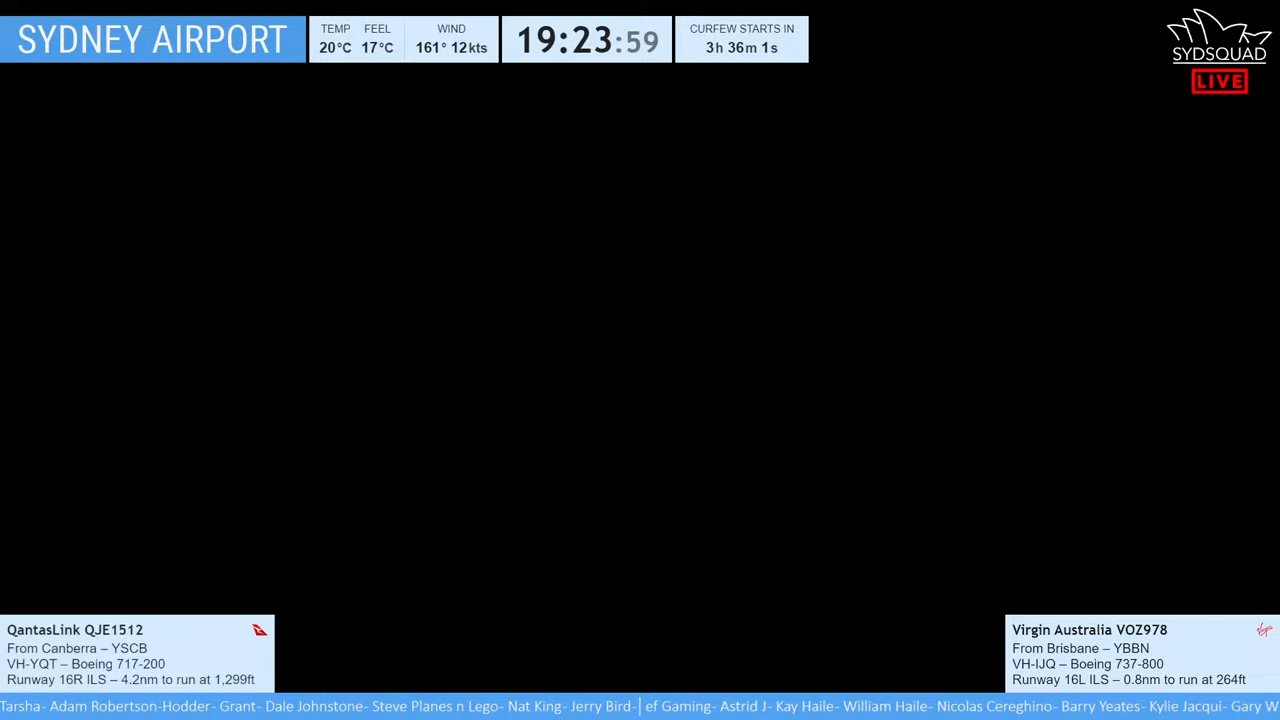 SYDNEY AIRPORT
TEMP FEEL WIND
20°C 17°C 161° 12kts
19:23:59
CURFEW STARTS IN
3h 36m 1s
SYDSQUAD
LIVE
QantasLink QJE1512
From Canberra – YSCB
VH-YQT – Boeing 717-200
Runway 16R ILS – 4.2nm to run at 1,299ft
Virgin Australia VOZ978
Virgin
From Brisbane – YBBN
VH-IJQ – Boeing 737-800
Runway 16L ILS – 0.8nm to run at 264ft
Tarsha- Adam Robertson-Hodder- Grant- Dale Johnstone- Steve Planes n Lego- Nat King- Jerry Bird-| ef Gaming- Astrid J- Kay Haile- William Haile- Nicolas Cereghino- Barry Yeates- Kylie Jacqui- Gary W